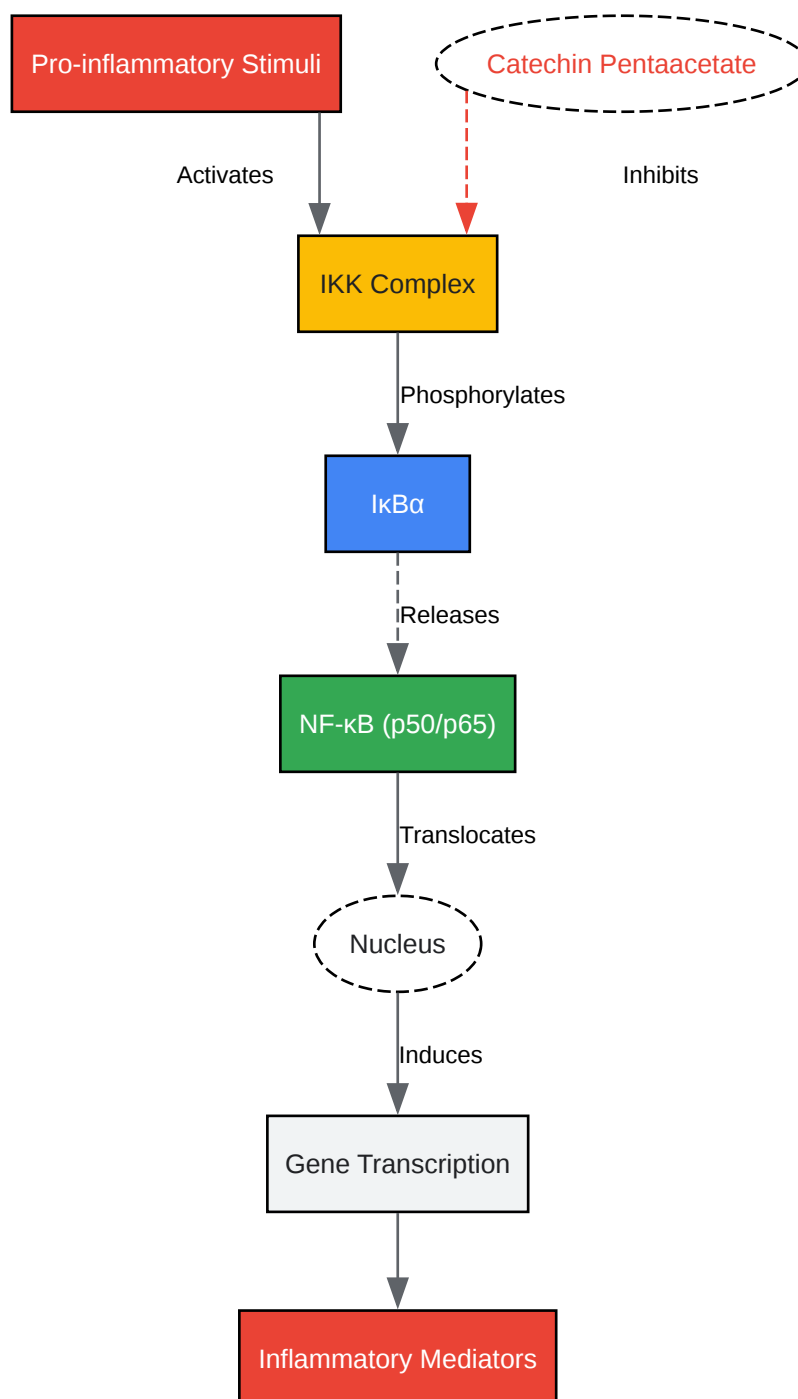 Pro-inflammatory Stimuli
Catechin Pentaacetate
Activates
Inhibits
IKK Complex
Phosphorylates
IκBα
Releases
NF-κB (p50/p65)
Translocates
Nucleus
Induces
Gene Transcription
Inflammatory Mediators